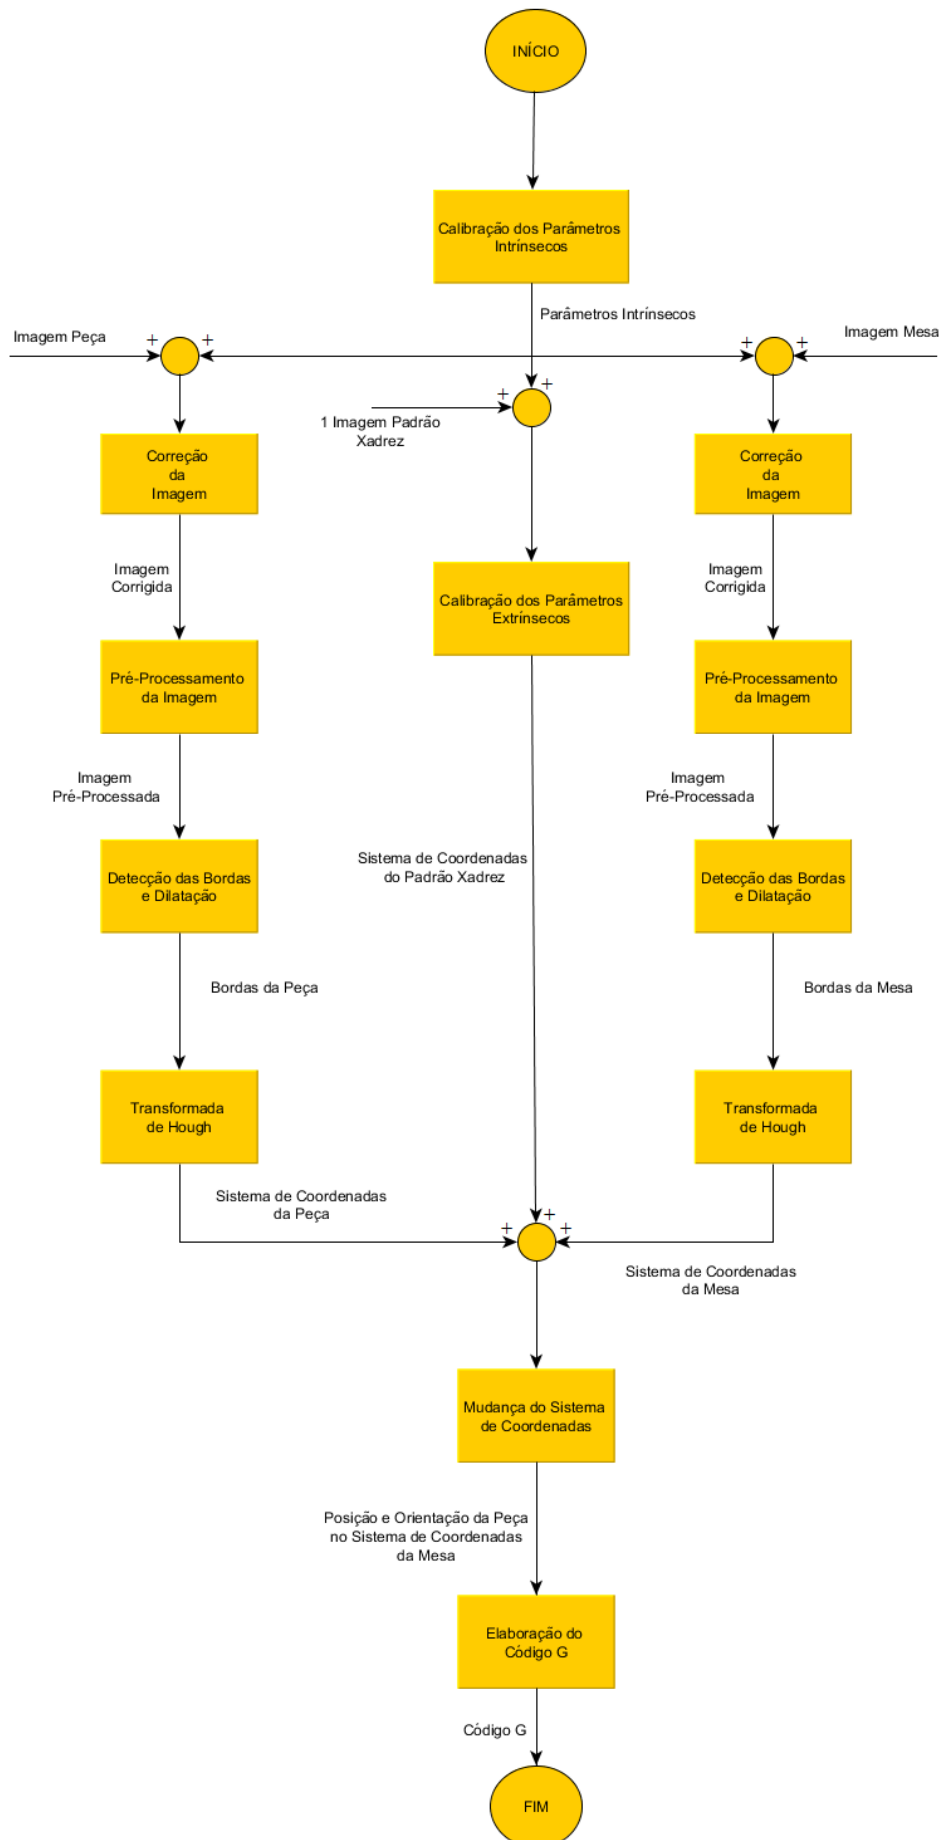 INÍCIO
Calibração dos Parâmetros
Intrínsecos
Parâmetros Intrínsecos
Imagem Peça
+
+
+
+
Imagem Mesa
+
+
1 Imagem Padrão
Xadrez
Correção
da
Imagem
Correção
da
Imagem
Imagem
Corrigida
Imagem
Corrigida
Calibração dos Parâmetros
Extrínsecos
Pré-Processamento
da Imagem
Pré-Processamento
da Imagem
Imagem
Pré-Processada
Imagem
Pré-Processada
Sistema de Coordenadas
do Padrão Xadrez
Detecção das Bordas
e Dilatação
Detecção das Bordas
e Dilatação
Bordas da Peça
Bordas da Mesa
Transformada
de Hough
Transformada
de Hough
Sistema de Coordenadas
da Peça
+
+
+
Sistema de Coordenadas
da Mesa
Mudança do Sistema
de Coordenadas
Posição e Orientação da Peça
no Sistema de Coordenadas
da Mesa
Elaboração do
Código G
Código G
FIM